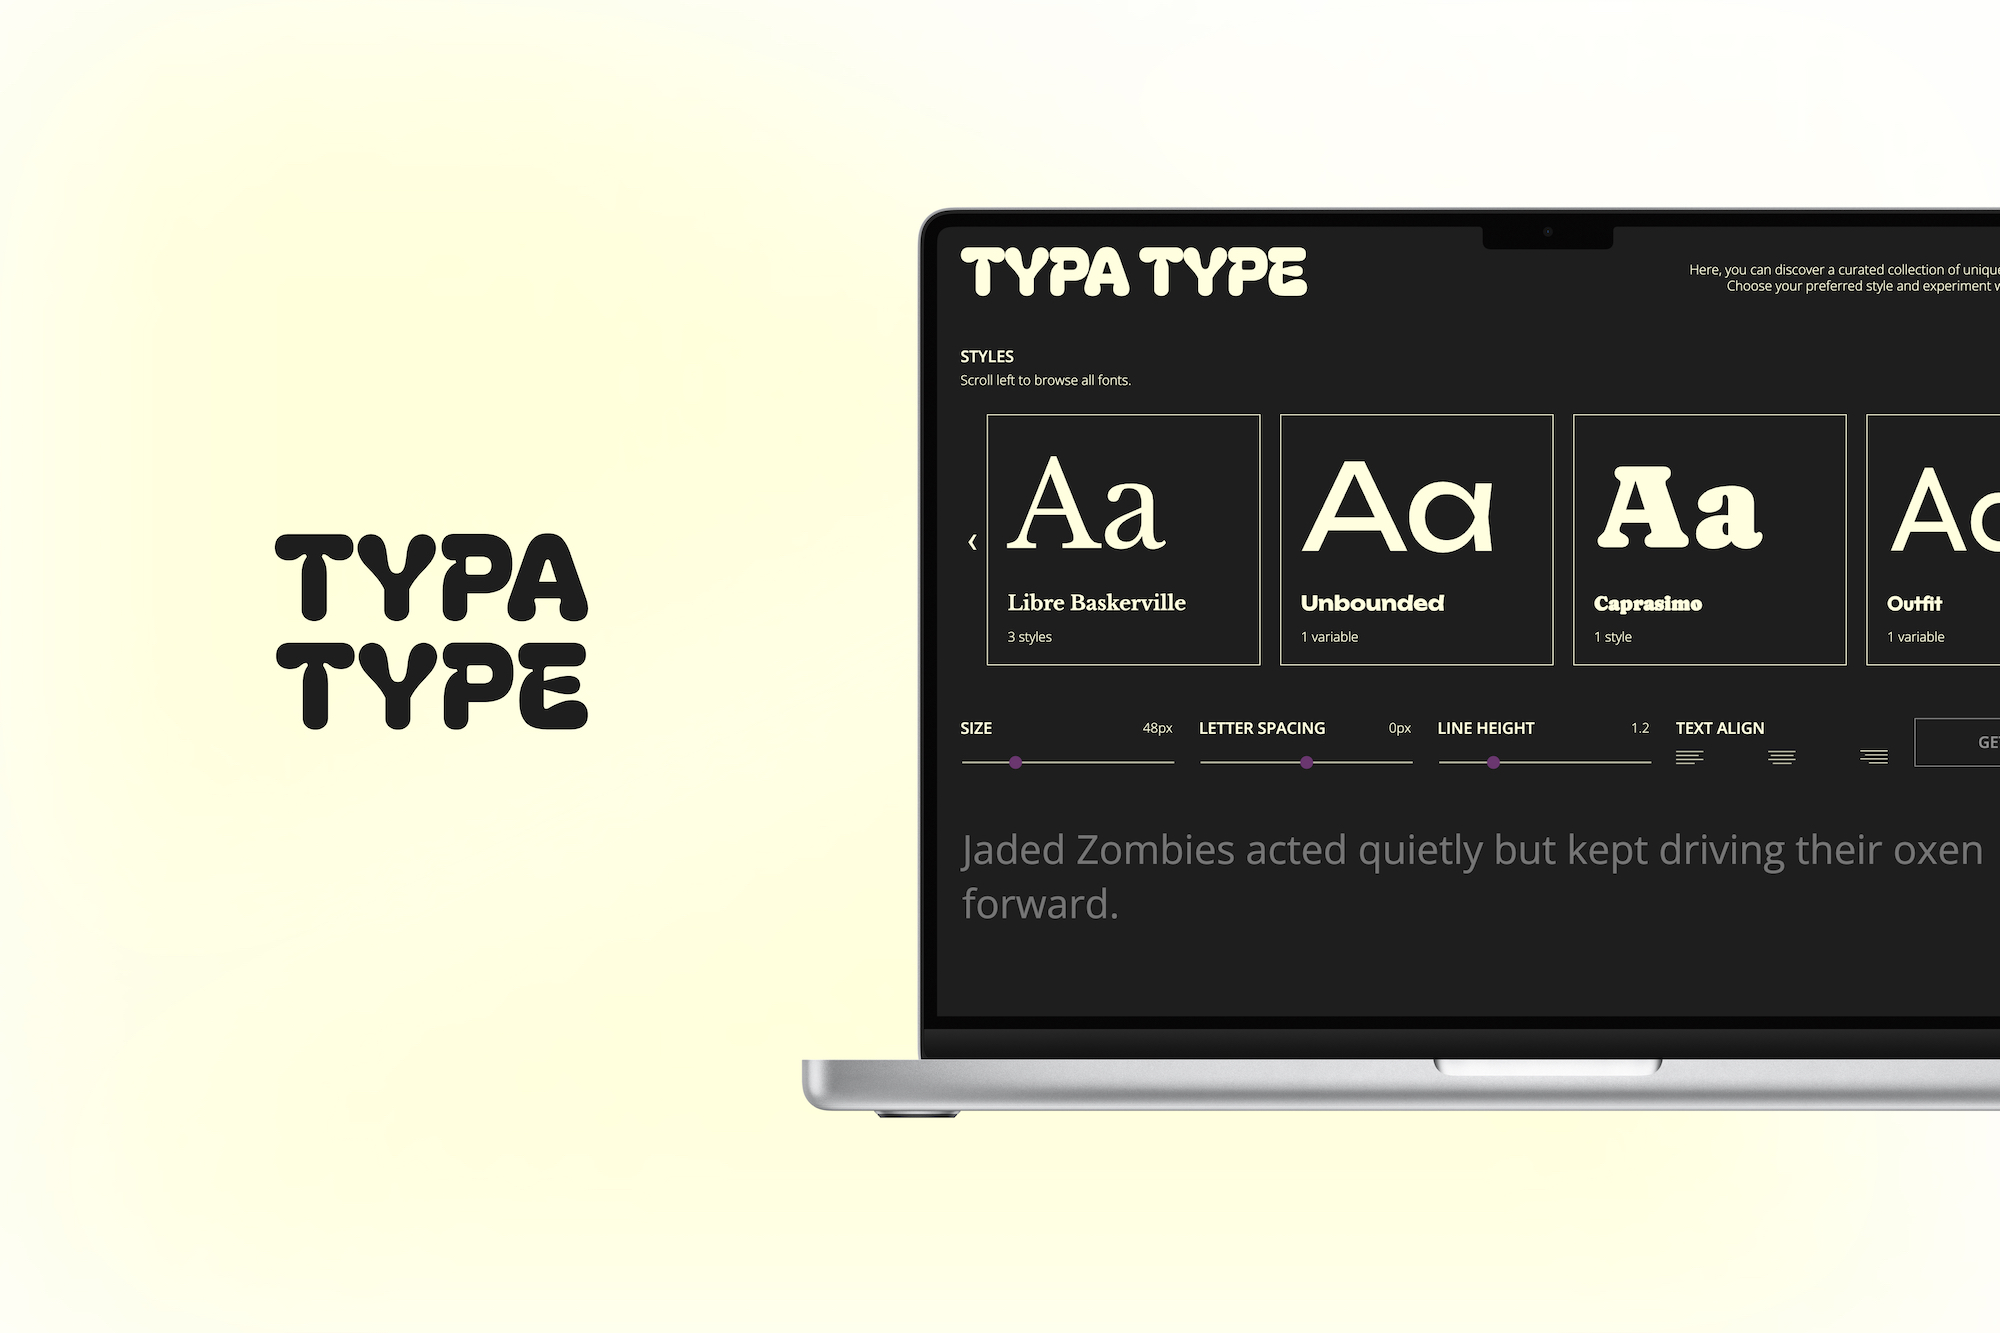 TYPA
TYPE
TYPA TYPE
Here, you can discover a curated collection of unique
Choose your preferred style and experiment
STYLES
Scroll left to browse all fonts.
Aa
Libre Baskerville
3 styles
Aa
Unbounded
1 variable
Aa
Caprasimo
1 style
A
Outfit
1 variable
SIZE 48px
LETTER SPACING 0px
LINE HEIGHT 1.2
TEXT ALIGN
Jaded Zombies acted quietly but kept driving their oxen
forward.